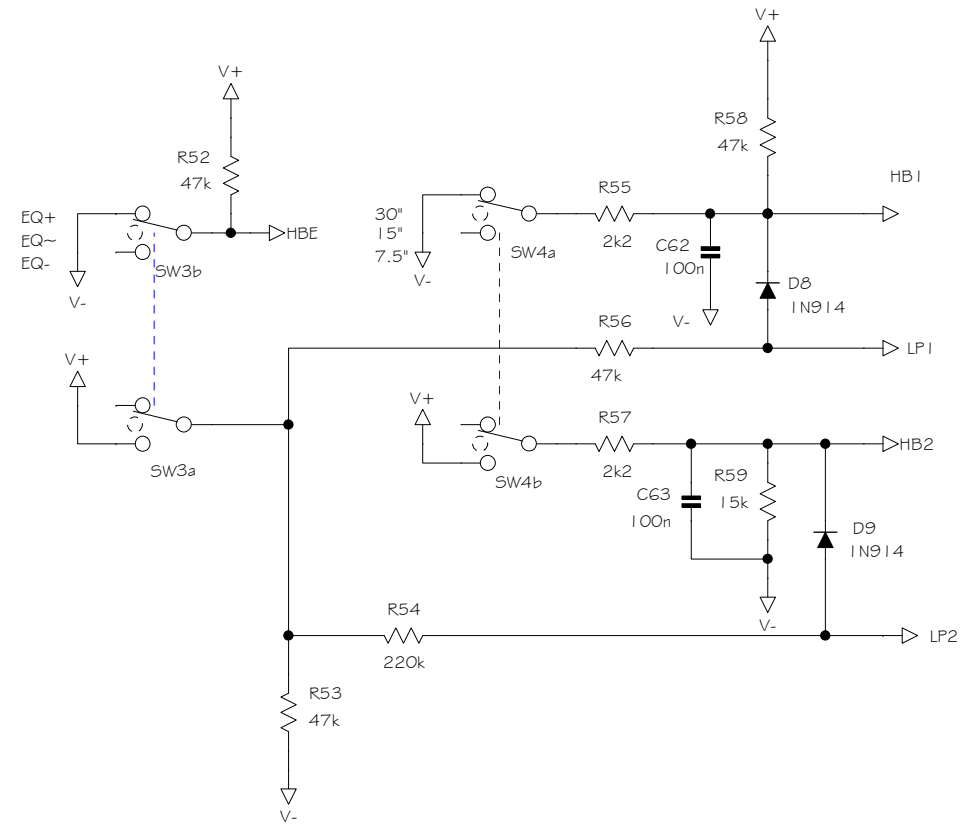 V+
V+
R52
47k
R58
47k
HB1
EQ+
EQ~
EQ-
HBE
SW3b
V-
30"
15"
7.5"
V-
SW4a
R55
2k2
C62
100n
V-
D8
1N914
V+
R56
47k
LP1
SW3a
V+
SW4b
R57
2k2
HB2
C63
100n
R59
15k
D9
1N914
V-
R54
220k
LP2
R53
47k
V-